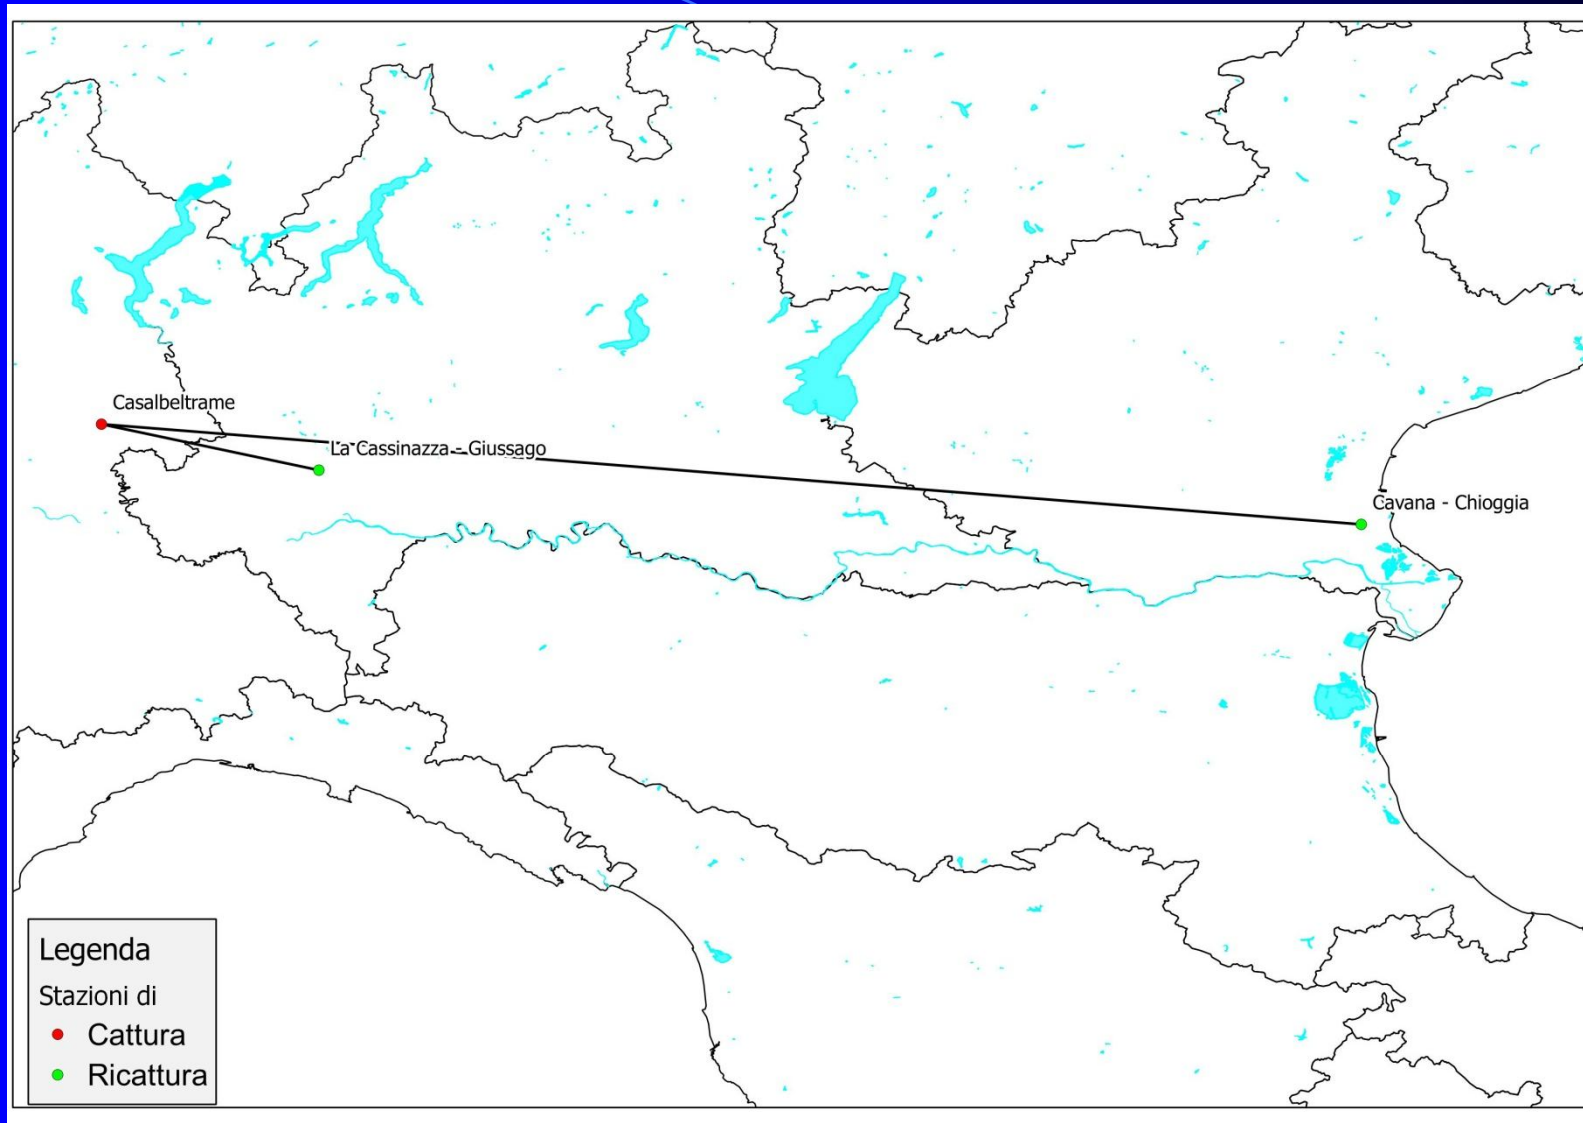 Casalbeltrame
La Cassinazza - Giussago
Cavana - Chioggia
Legenda
Stazioni di
Cattura
Ricattura